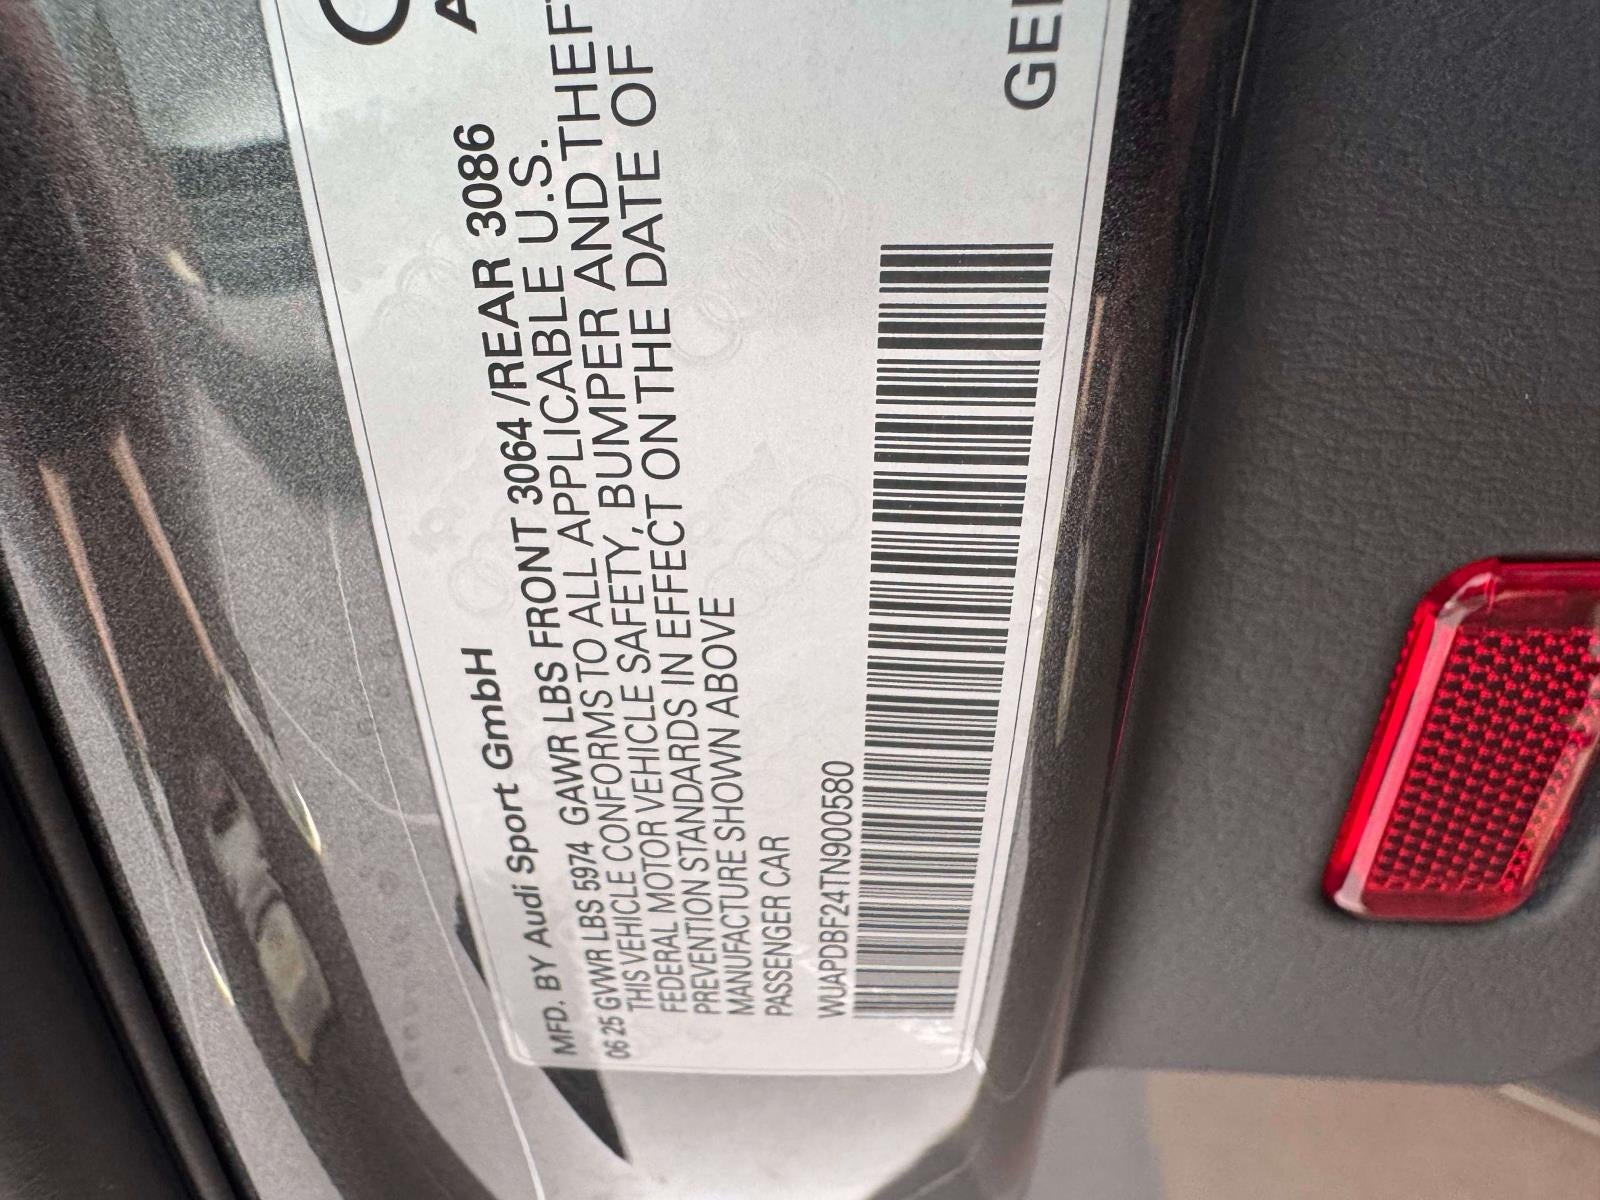 MFD. BY Audi Sport GmbH
06 25 GVWR LBS 5974 GAWR LBS FRONT 3064 /REAR 3086
THIS VEHICLE CONFORMS TO ALL APPLICABLE U.S.
FEDERAL MOTOR VEHICLE SAFETY, BUMPER AND THEFT
PREVENTION STANDARDS IN EFFECT ON THE DATE OF
MANUFACTURE SHOWN ABOVE
PASSENGER CAR
WUAPDBF24TN900580